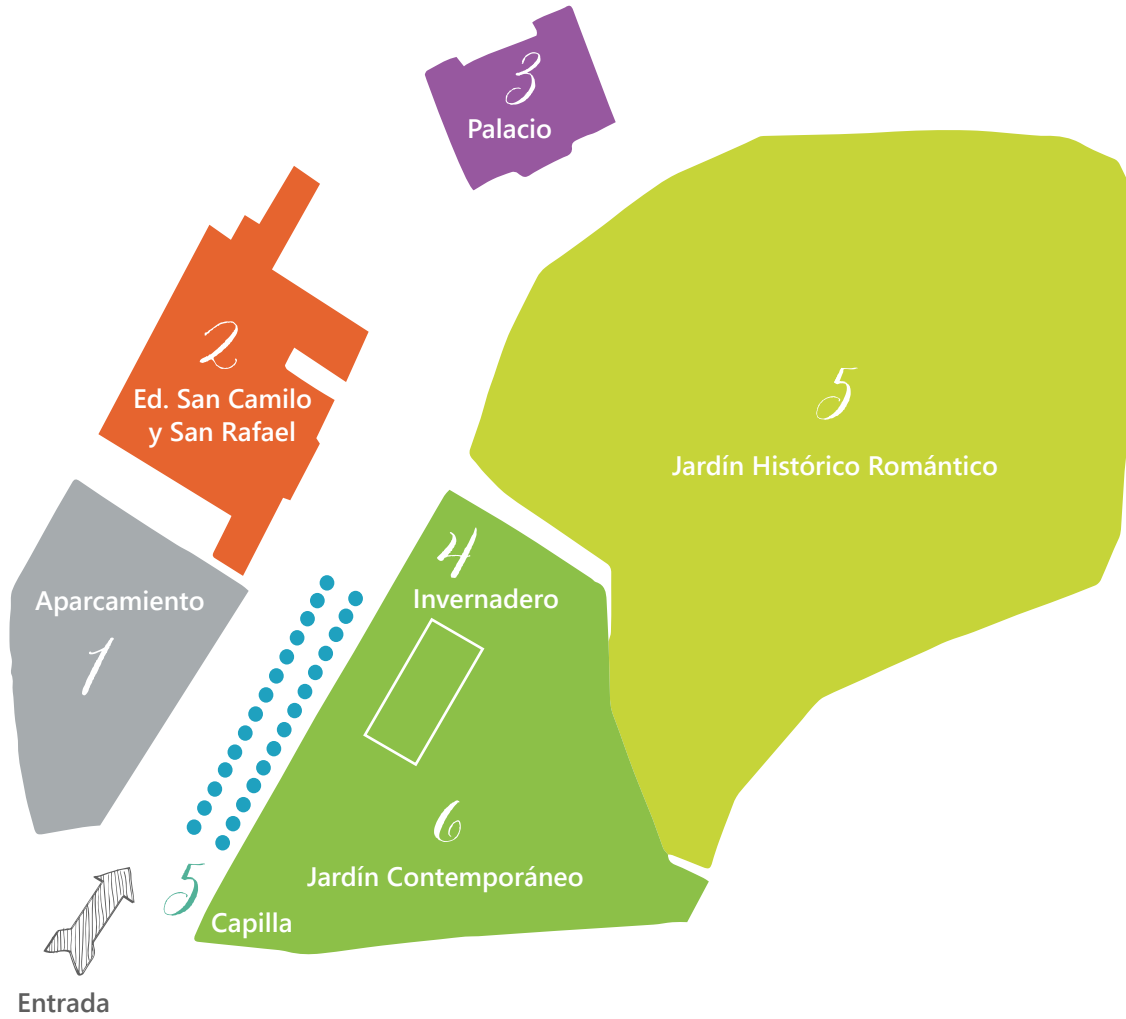 3
Palacio
2
Ed. San Camilo
y San Rafael
5
Jardín Histórico Romántico
4
Invernadero
Aparcamiento
1
6
Jardín Contemporáneo
5
Capilla
Entrada